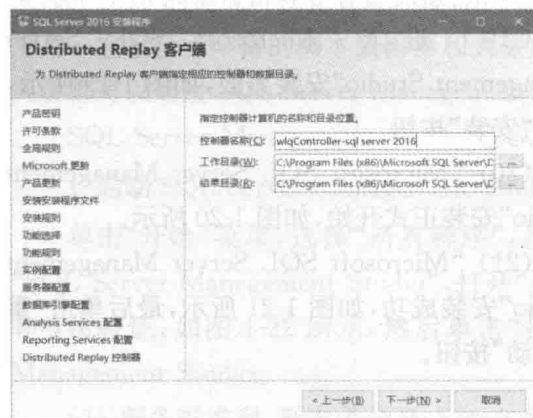 SQL Server 2016 安装程序
Distributed Replay 客户端
为 Distributed Replay 客户端指定相应的控制器和数据目录。
产品密钥
许可条款
全局规则
Microsoft 更新
产品更新
安装安装程序文件
安装规则
功能选择
功能规则
实例配置
服务器配置
数据库引擎配置
Analysis Services 配置
Reporting Services 配置
Distributed Replay 控制器
指定控制器计算机的名称和目录位置。
控制器名称(C): wlqController-sql server 2016
工作目录(W): C:\Program Files (x86)\Microsoft SQL Server\D
结果目录(R): C:\Program Files (x86)\Microsoft SQL Server\D
< 上一步(B) 下一步(N) > 取消